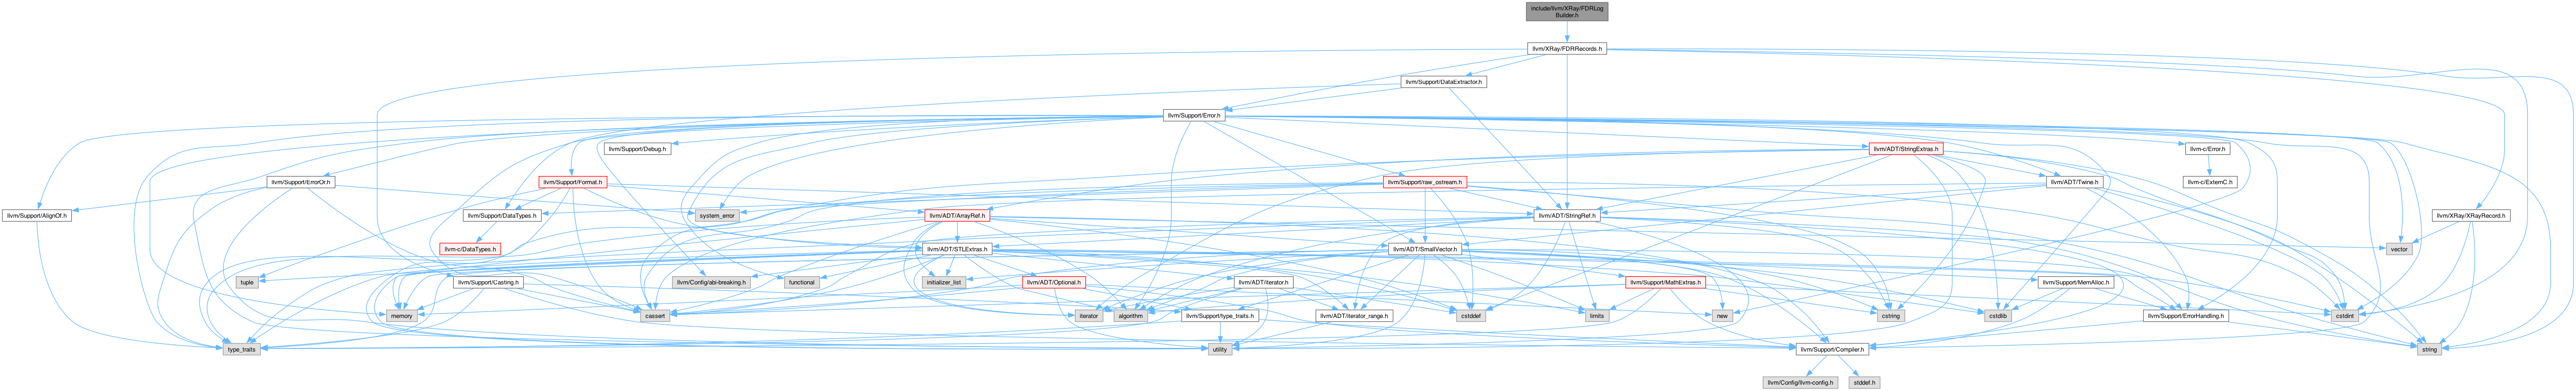 include/llvm/XRay/FDRLog
Builder.h
llvm/XRay/FDRRecords.h
llvm/Support/DataExtractor.h
llvm/Support/Error.h
llvm/Support/Debug.h
llvm/ADT/StringExtras.h
llvm-c/Error.h
llvm/Support/ErrorOr.h
llvm/Support/Format.h
llvm/Support/raw_ostream.h
llvm/ADT/Twine.h
llvm-c/ExternC.h
llvm/Support/AlignOf.h
llvm/Support/DataTypes.h
system_error
llvm/ADT/ArrayRef.h
llvm/ADT/StringRef.h
llvm/XRay/XRayRecord.h
llvm-c/DataTypes.h
llvm/ADT/STLExtras.h
llvm/ADT/SmallVector.h
vector
tuple
llvm/Support/Casting.h
llvm/Config/abi-breaking.h
functional
initializer_list
llvm/ADT/Optional.h
llvm/ADT/iterator.h
llvm/Support/MathExtras.h
llvm/Support/MemAlloc.h
memory
cassert
iterator
algorithm
llvm/Support/type_traits.h
cstddef
llvm/ADT/iterator_range.h
limits
new
cstring
cstdlib
llvm/Support/ErrorHandling.h
cstdint
type_traits
utility
llvm/Support/Compiler.h
string
llvm/Config/llvm-config.h
stddef.h